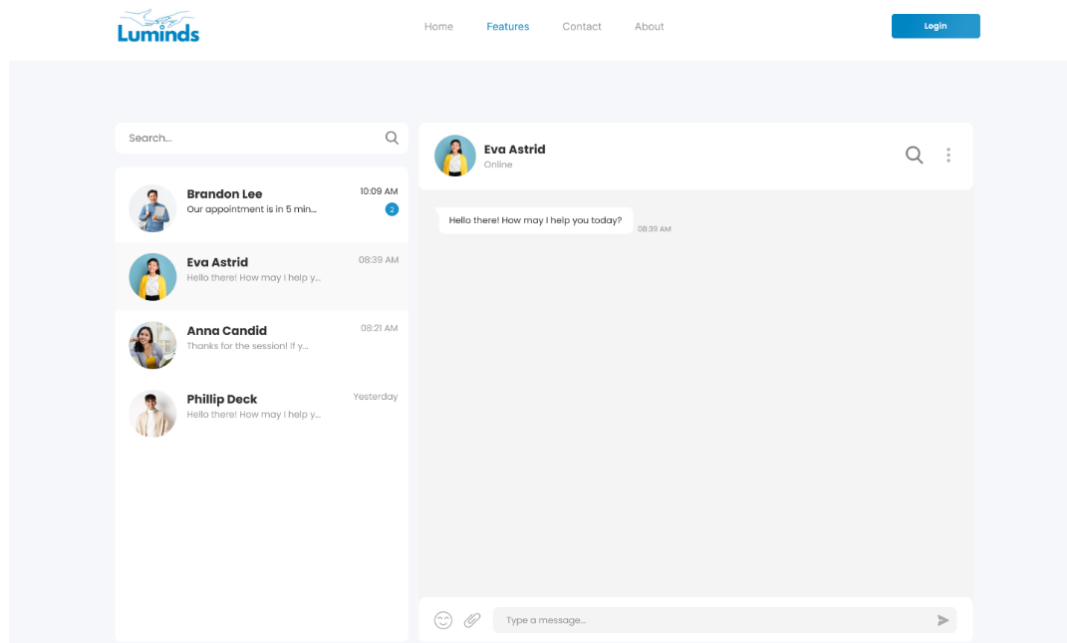 Luminds
Home Features Contact About
Login
Search...
Brandon Lee
10:09 AM
Our appointment is in 5 min...
2
Eva Astrid
08:39 AM
Hello there! How may I help y...
Anna Candid
08:21 AM
Thanks for the session! If y...
Phillip Deck
Yesterday
Hello there! How may I help y...
Eva Astrid
Online
Hello there! How may I help you today?
08:39 AM
Type a message...